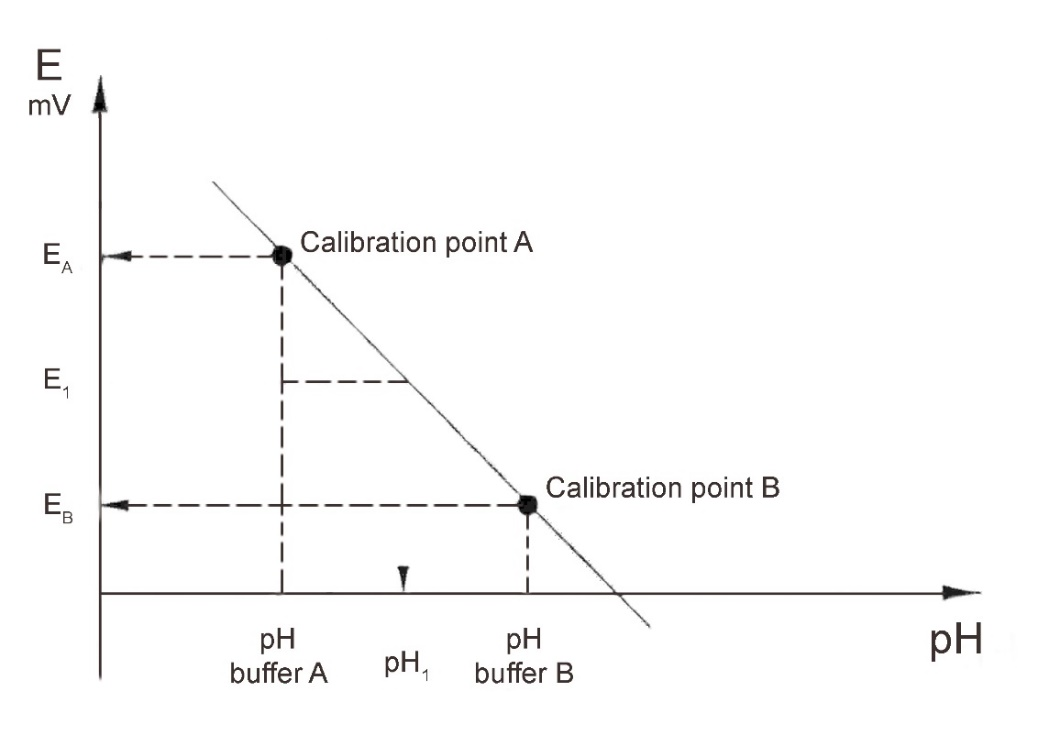 E
mV
Calibration point A
E_A
E_1
Calibration point B
E_B
pH
buffer A
pH_1
pH
buffer B
pH